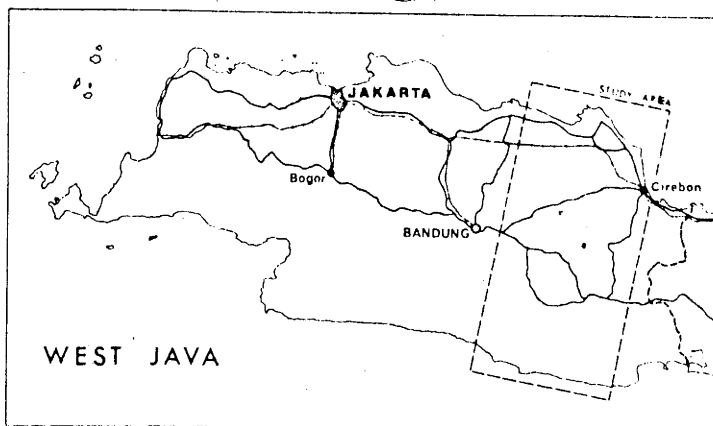 STUDY AREA
JAKARTA
Bogor
Cirebon
BANDUNG
WEST JAVA